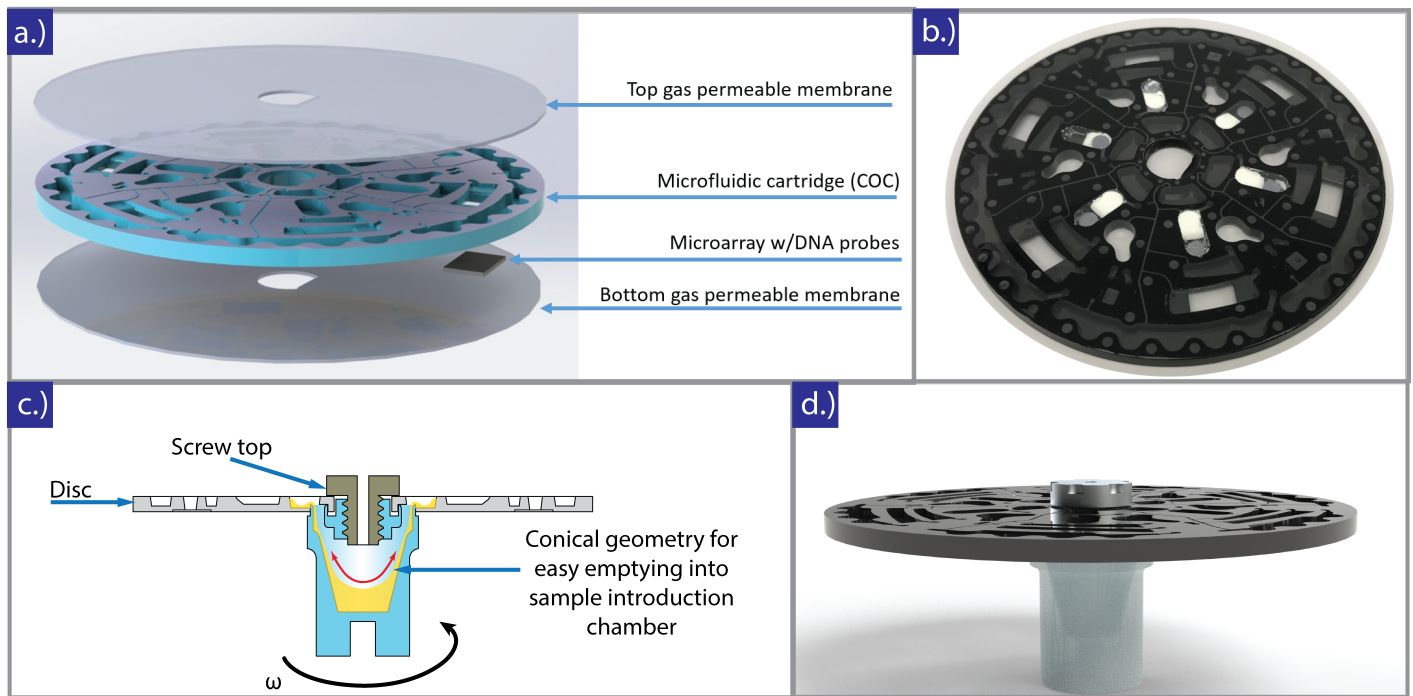 a.)
Top gas permeable membrane
Microfluidic cartridge (COC)
Microarray w/DNA probes
Bottom gas permeable membrane
b.)
c.)
Screw top
Disc
Conical geometry for
easy emptying into
sample introduction
chamber
ω
d.)